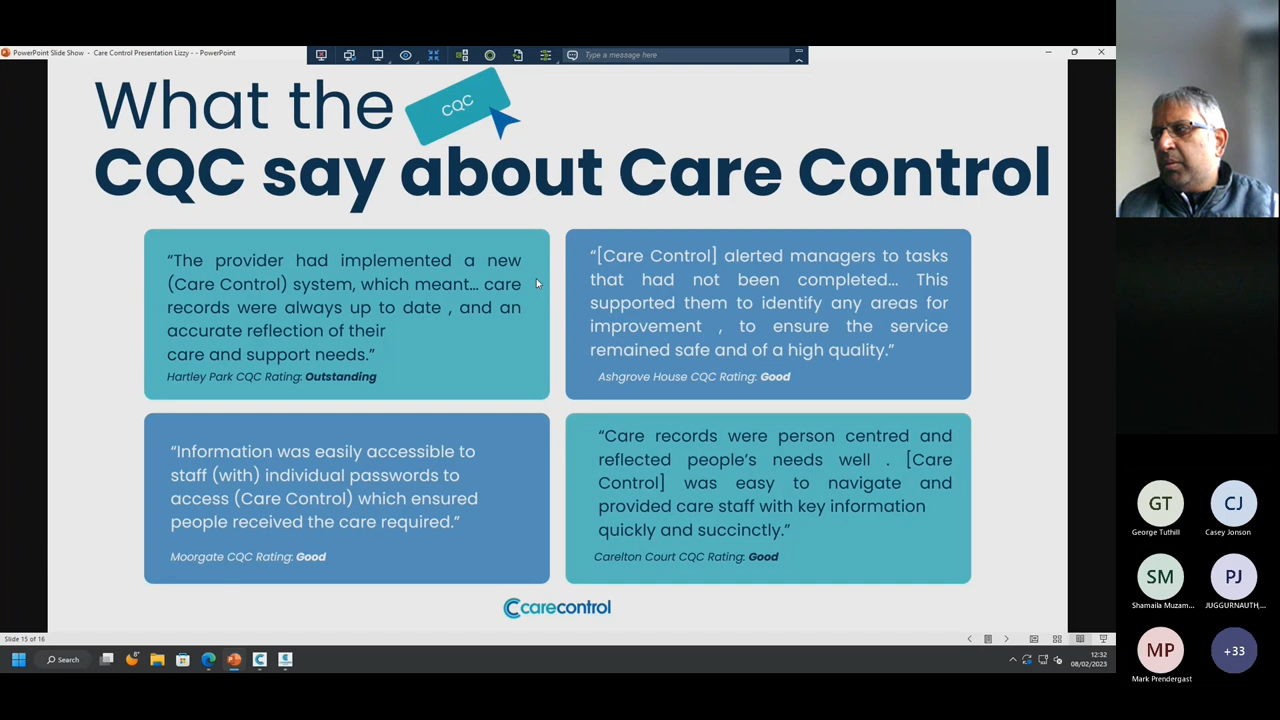 PowerPoint Slide Show - Care Control Presentation Lizzy - - PowerPoint
Type a message here
What the
CQC
CQC say about Care Control
“The provider had implemented a new
(Care Control) system, which meant... care
records were always up to date , and an
accurate reflection of their
care and support needs.”
Hartley Park CQC Rating: Outstanding
“[Care Control] alerted managers to tasks
that had not been completed... This
supported them to identify any areas for
improvement , to ensure the service
remained safe and of a high quality.”
Ashgrove House CQC Rating: Good
“Information was easily accessible to
staff (with) individual passwords to
access (Care Control) which ensured
people received the care required.”
Moorgate CQC Rating: Good
“Care records were person centred and
reflected people’s needs well . [Care
Control] was easy to navigate and
provided care staff with key information
quickly and succinctly.”
Carelton Court CQC Rating: Good
carecontrol
Slide 15 of 16
Search
8°
12:32
08/02/2023
GT
George Tuthill
CJ
Casey Jonson
SM
Shamaila Muzam...
PJ
JUGGURNAUTH,...
MP
Mark Prendergast
+33